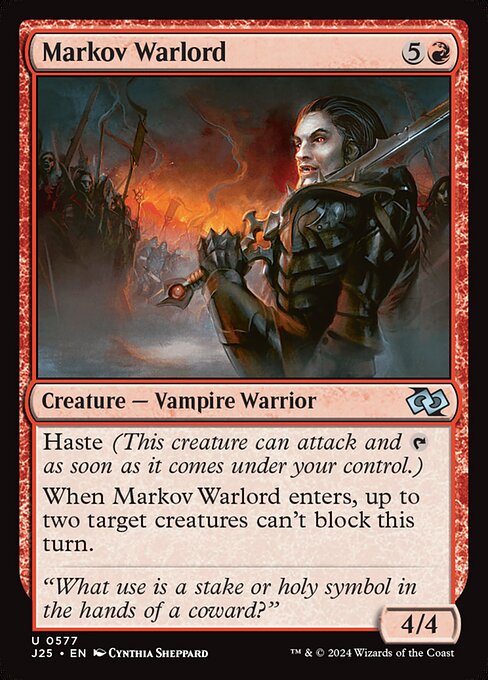 Markov Warlord 5
Creature — Vampire Warrior
Haste (This creature can attack and
as soon as it comes under your control.)
When Markov Warlord enters, up to
two target creatures can't block this
turn.
“What use is a stake or holy symbol in
the hands of a coward?”
4/4
U 0577
J25 • EN Cynthia Sheppard
™ & © 2024 Wizards of the Coast